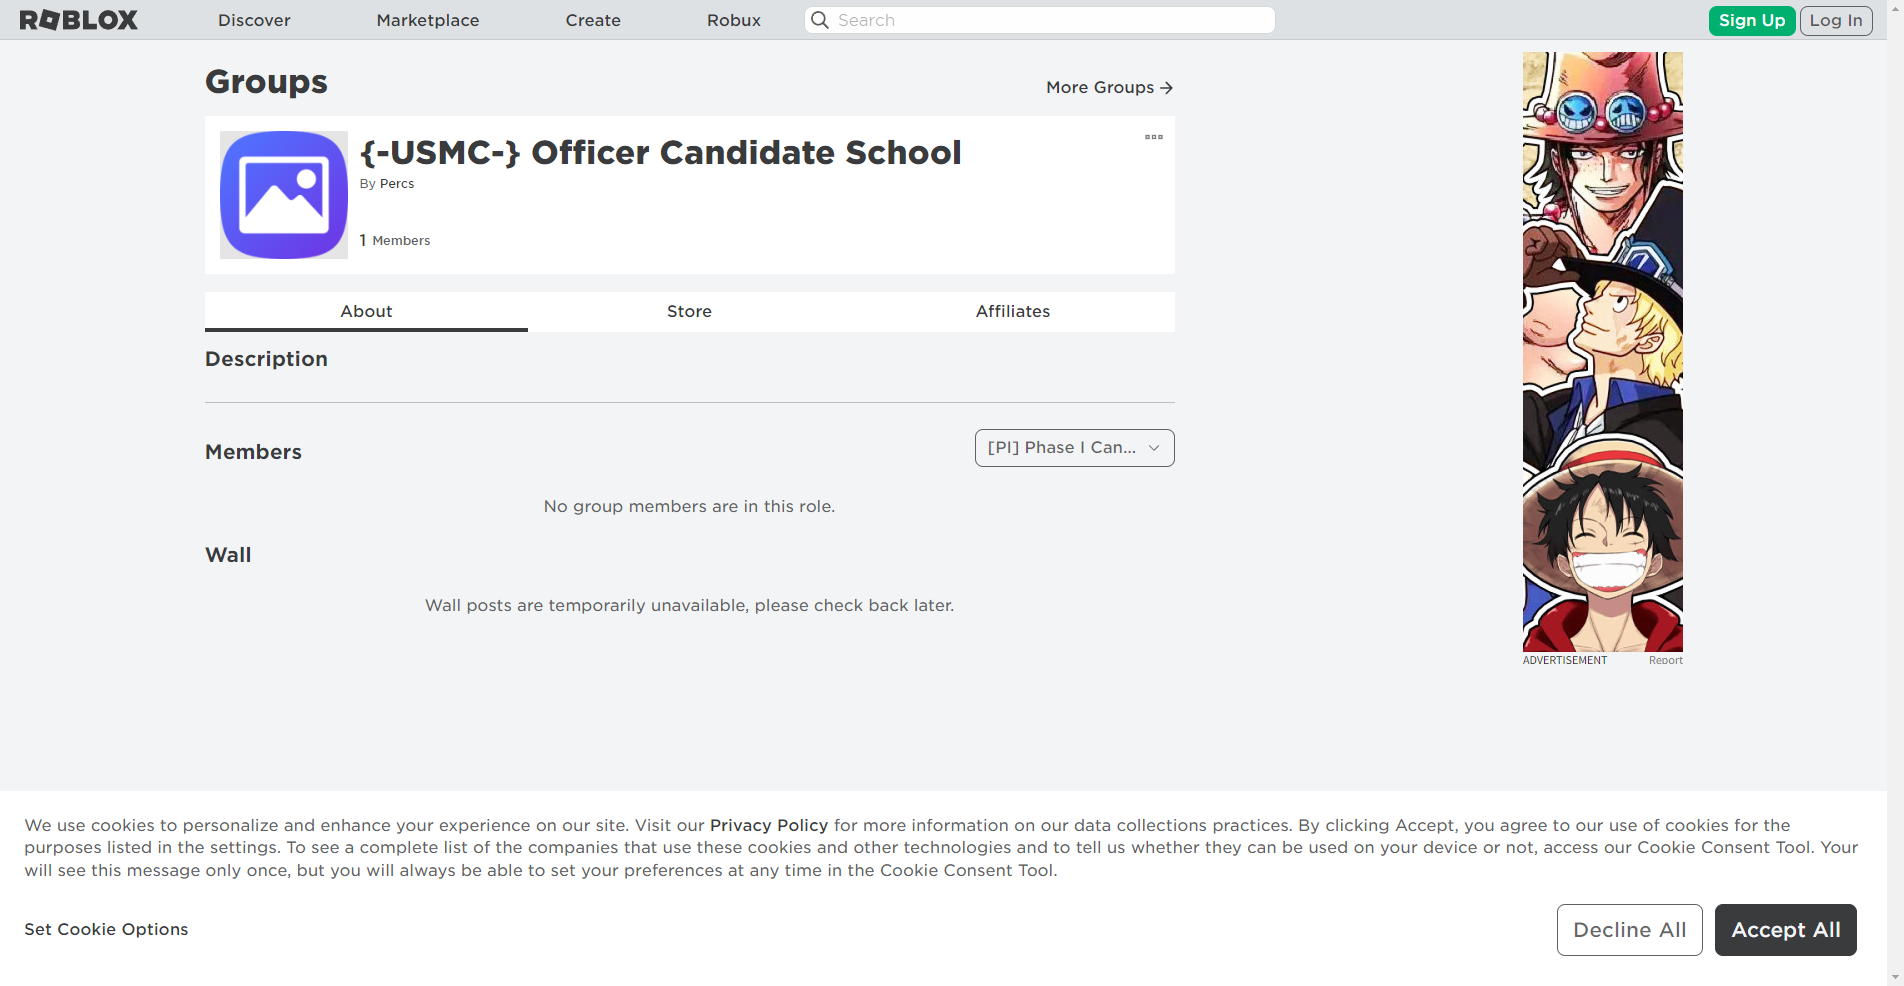 ROBLOX
Discover
Marketplace
Create
Robux
Search
Sign Up
Log In
Groups
More Groups
{-USMC-} Officer Candidate School
By Percs
1 Members
About
Store
Affiliates
Description
Members
[PI] Phase I Can...
No group members are in this role.
Wall
Wall posts are temporarily unavailable, please check back later.
ADVERTISEMENT
Report
We use cookies to personalize and enhance your experience on our site. Visit our Privacy Policy for more information on our data collections practices. By clicking Accept, you agree to our use of cookies for the
purposes listed in the settings. To see a complete list of the companies that use these cookies and other technologies and to tell us whether they can be used on your device or not, access our Cookie Consent Tool. Your
will see this message only once, but you will always be able to set your preferences at any time in the Cookie Consent Tool.
Set Cookie Options
Decline All
Accept All